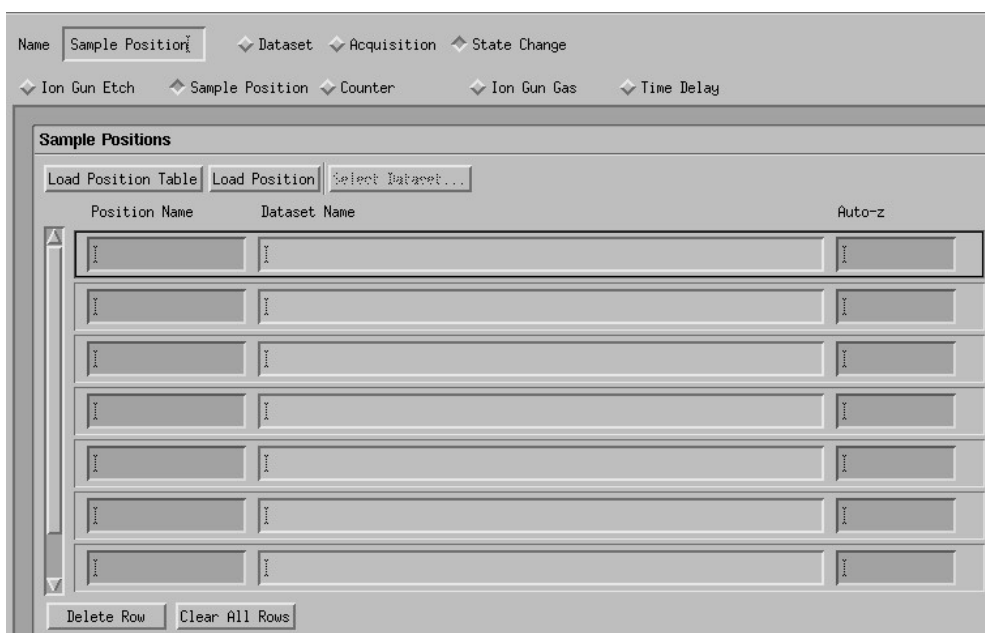 Name Sample Position Dataset Acquisition State Change
Ion Gun Etch Sample Position Counter Ion Gun Gas Time Delay
Sample Positions
Load Position Table Load Position Select Dataset...
Position Name Dataset Name Auto-z
Delete Row Clear All Rows